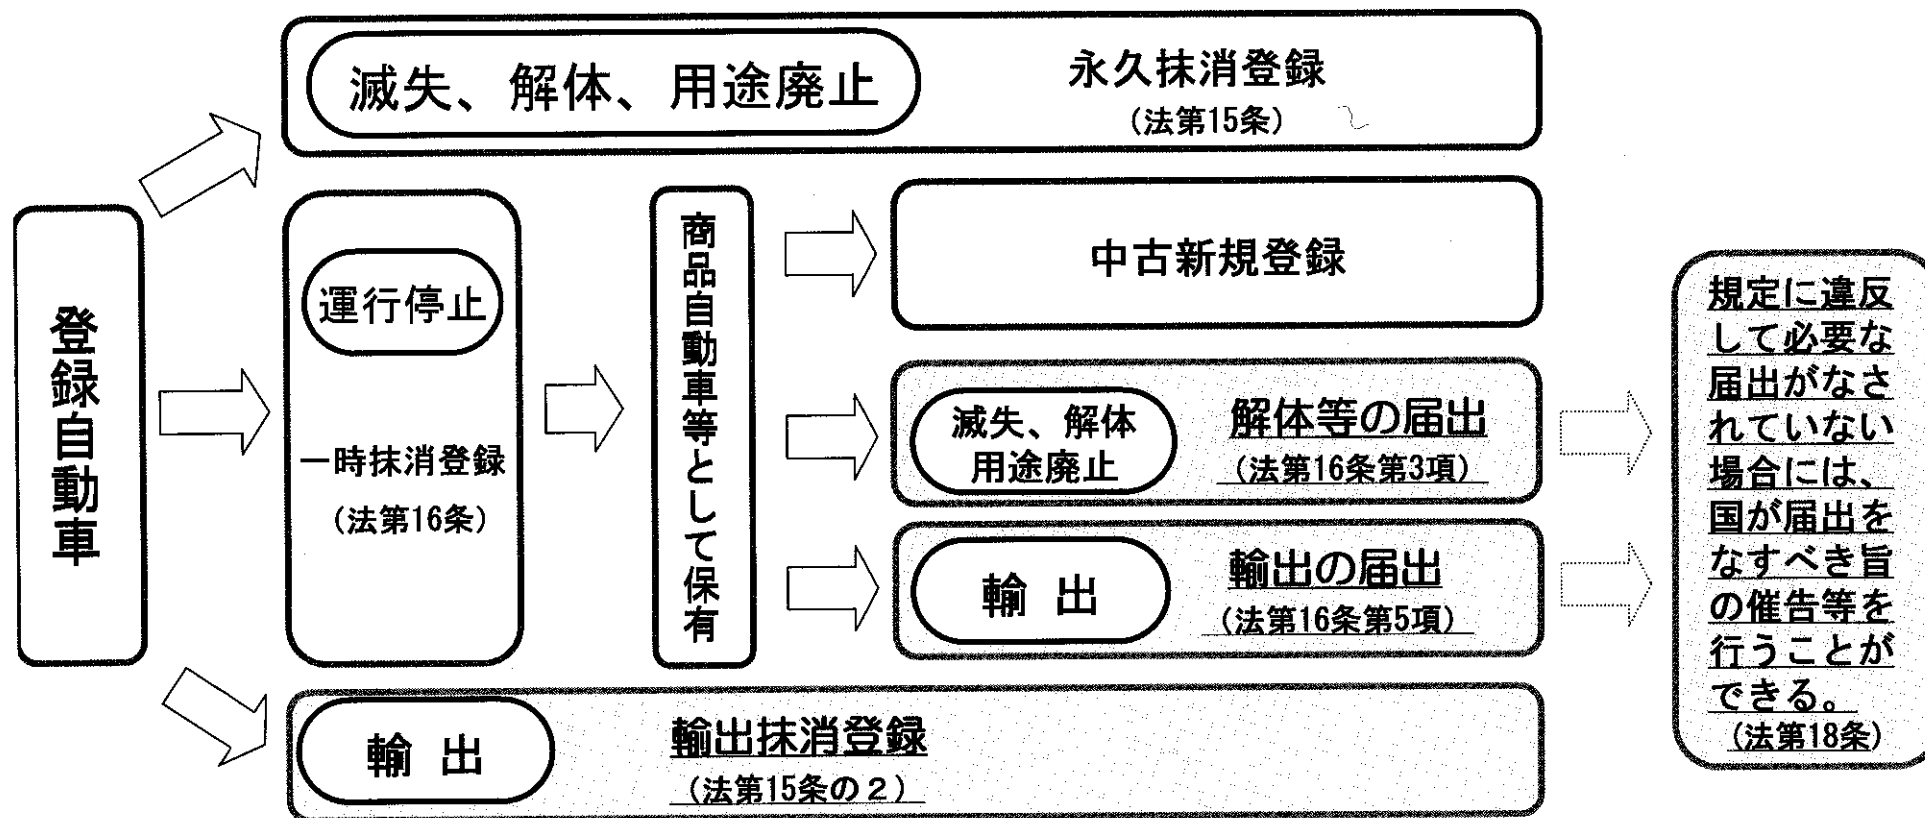 滅失、解体、用途廃止
永久抹消登録
(法第15条)
登録自動車
運行停止
一時抹消登録
(法第16条)
商品自動車等として保有
中古新規登録
滅失、解体
用途廃止
解体等の届出
(法第16条第3項)
輸出
輸出の届出
(法第16条第5項)
輸出
輸出抹消登録
(法第15条の2)
規定に違反
して必要な
届出がなさ
れていない
場合には、
国が届出を
なすべき旨
の催告等を
行うことが
できる。
(法第18条)